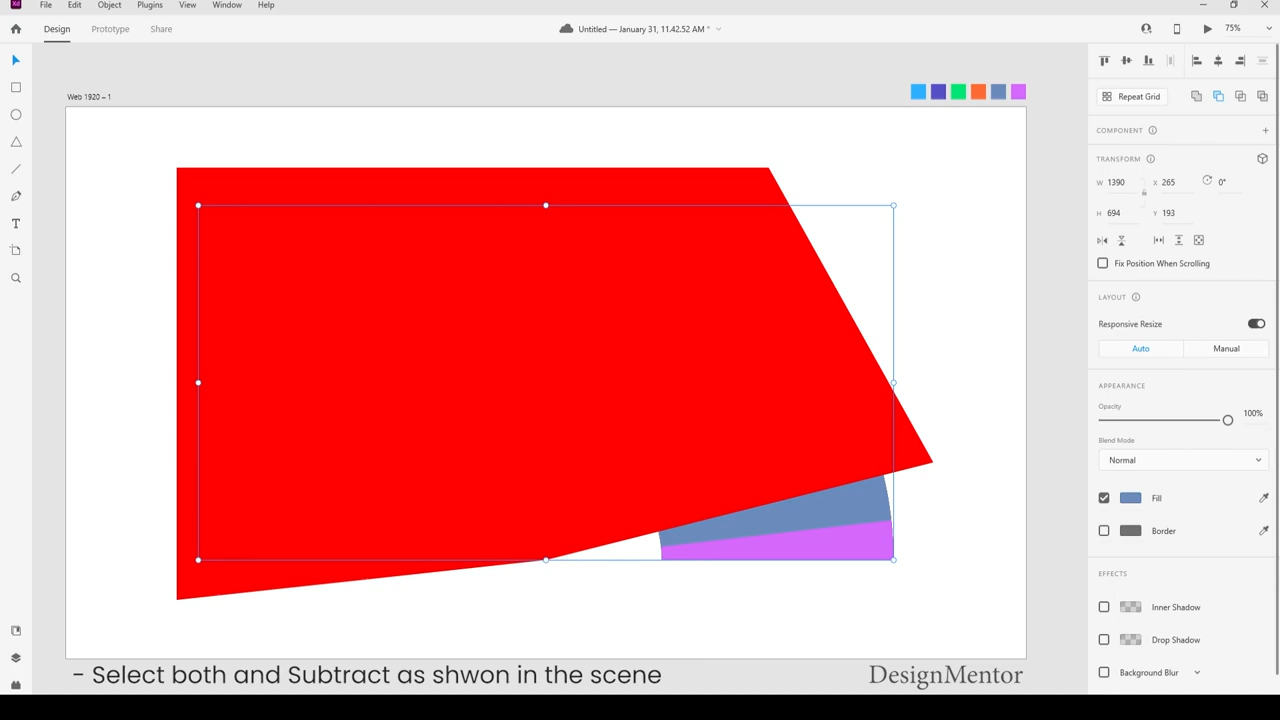 Xd File Edit Object Plugins View Window Help
Design Prototype Share Untitled — January 31, 11.42.52 AM * 75%
Web 1920 – 1
Repeat Grid
COMPONENT
TRANSFORM
W 1390 X 265 0°
H 694 Y 193
Fix Position When Scrolling
LAYOUT
Responsive Resize
Auto Manual
APPEARANCE
Opacity
100%
Blend Mode
Normal
Fill
Border
EFFECTS
Inner Shadow
Drop Shadow
Background Blur
- Select both and Subtract as shwon in the scene
DesignMentor